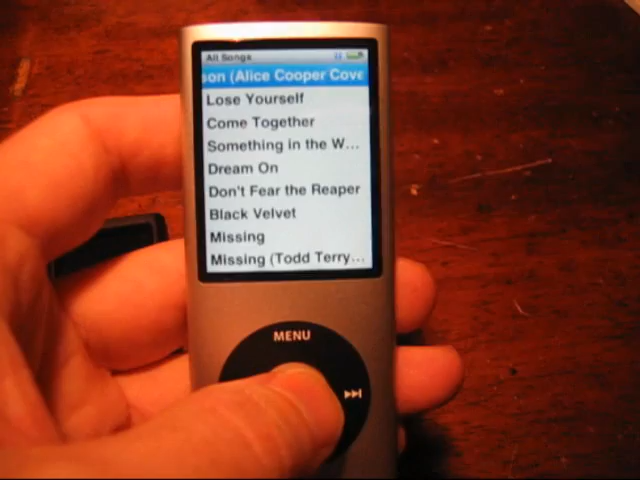 All Songs
son (Alice Cooper Cove
Lose Yourself
Come Together
Something in the W...
Dream On
Don't Fear the Reaper
Black Velvet
Missing
Missing (Todd Terry...
MENU